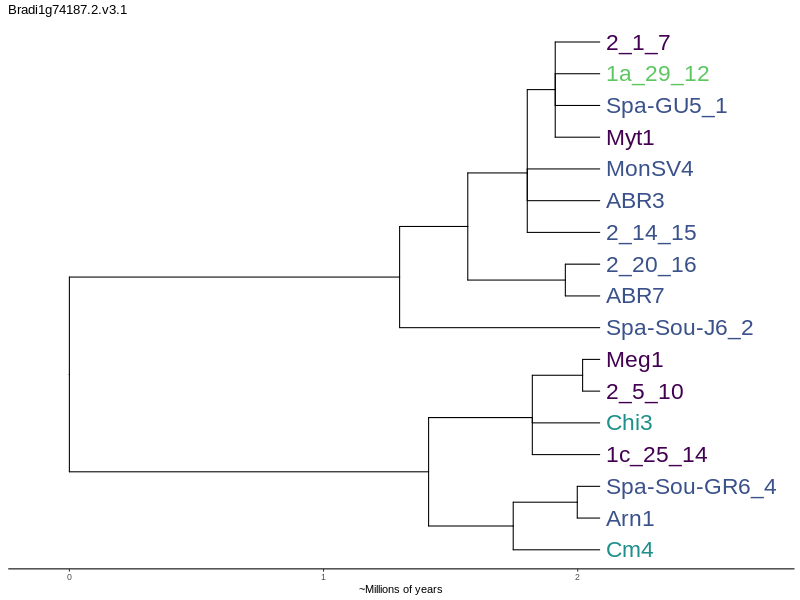 Bradi1g74187.2.v3.1
2_1_7
1a_29_12
Spa-GU5_1
Myt1
MonSV4
ABR3
2_14_15
2_20_16
ABR7
Spa-Sou-J6_2
Meg1
2_5_10
Chi3
1c_25_14
Spa-Sou-GR6_4
Arn1
Cm4
0 1 2
~Millions of years